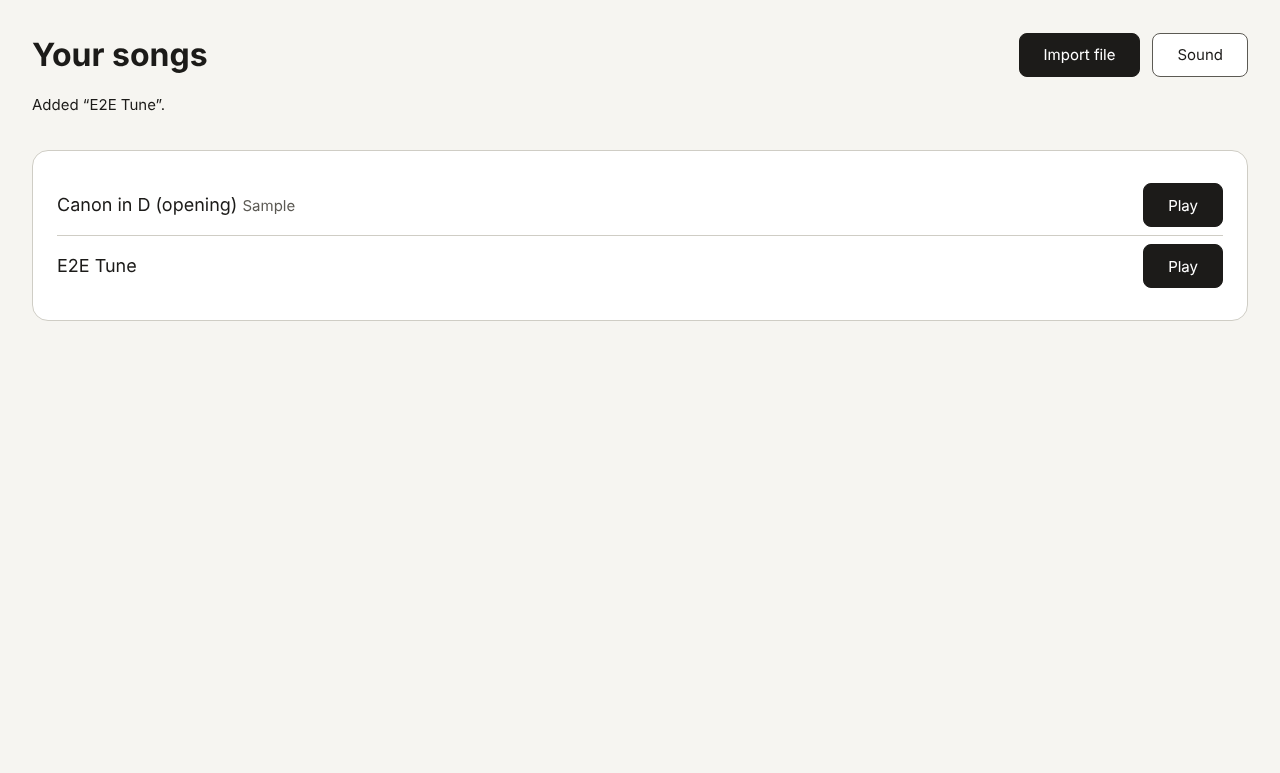 Your songs
Import file
Sound
Added “E2E Tune”.
Canon in D (opening) Sample
Play
E2E Tune
Play